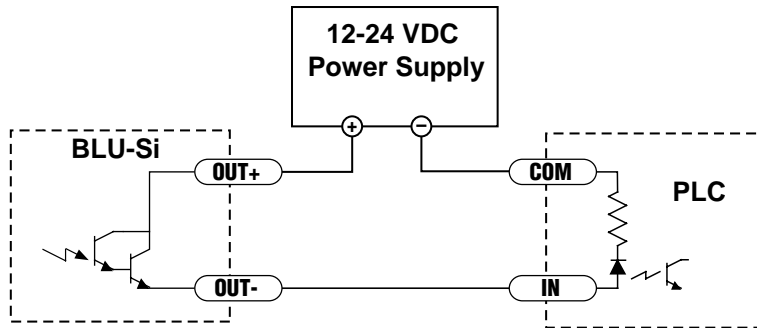 12-24 VDC
Power Supply
+
−
BLU-Si
OUT+
COM
PLC
OUT-
IN